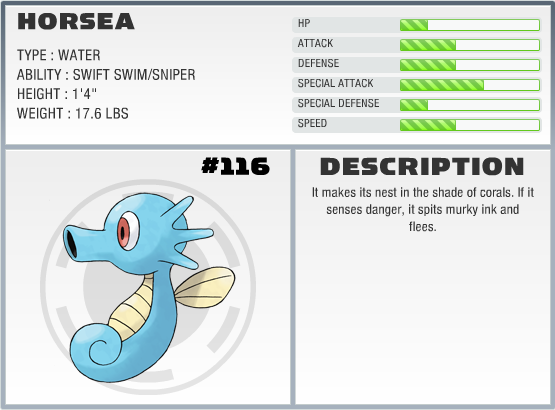 HORSEA
TYPE : WATER
ABILITY : SWIFT SWIM/SNIPER
HEIGHT : 1'4"
WEIGHT : 17.6 LBS
HP
ATTACK
DEFENSE
SPECIAL ATTACK
SPECIAL DEFENSE
SPEED
#116
DESCRIPTION
It makes its nest in the shade of corals. If it
senses danger, it spits murky ink and
flees.